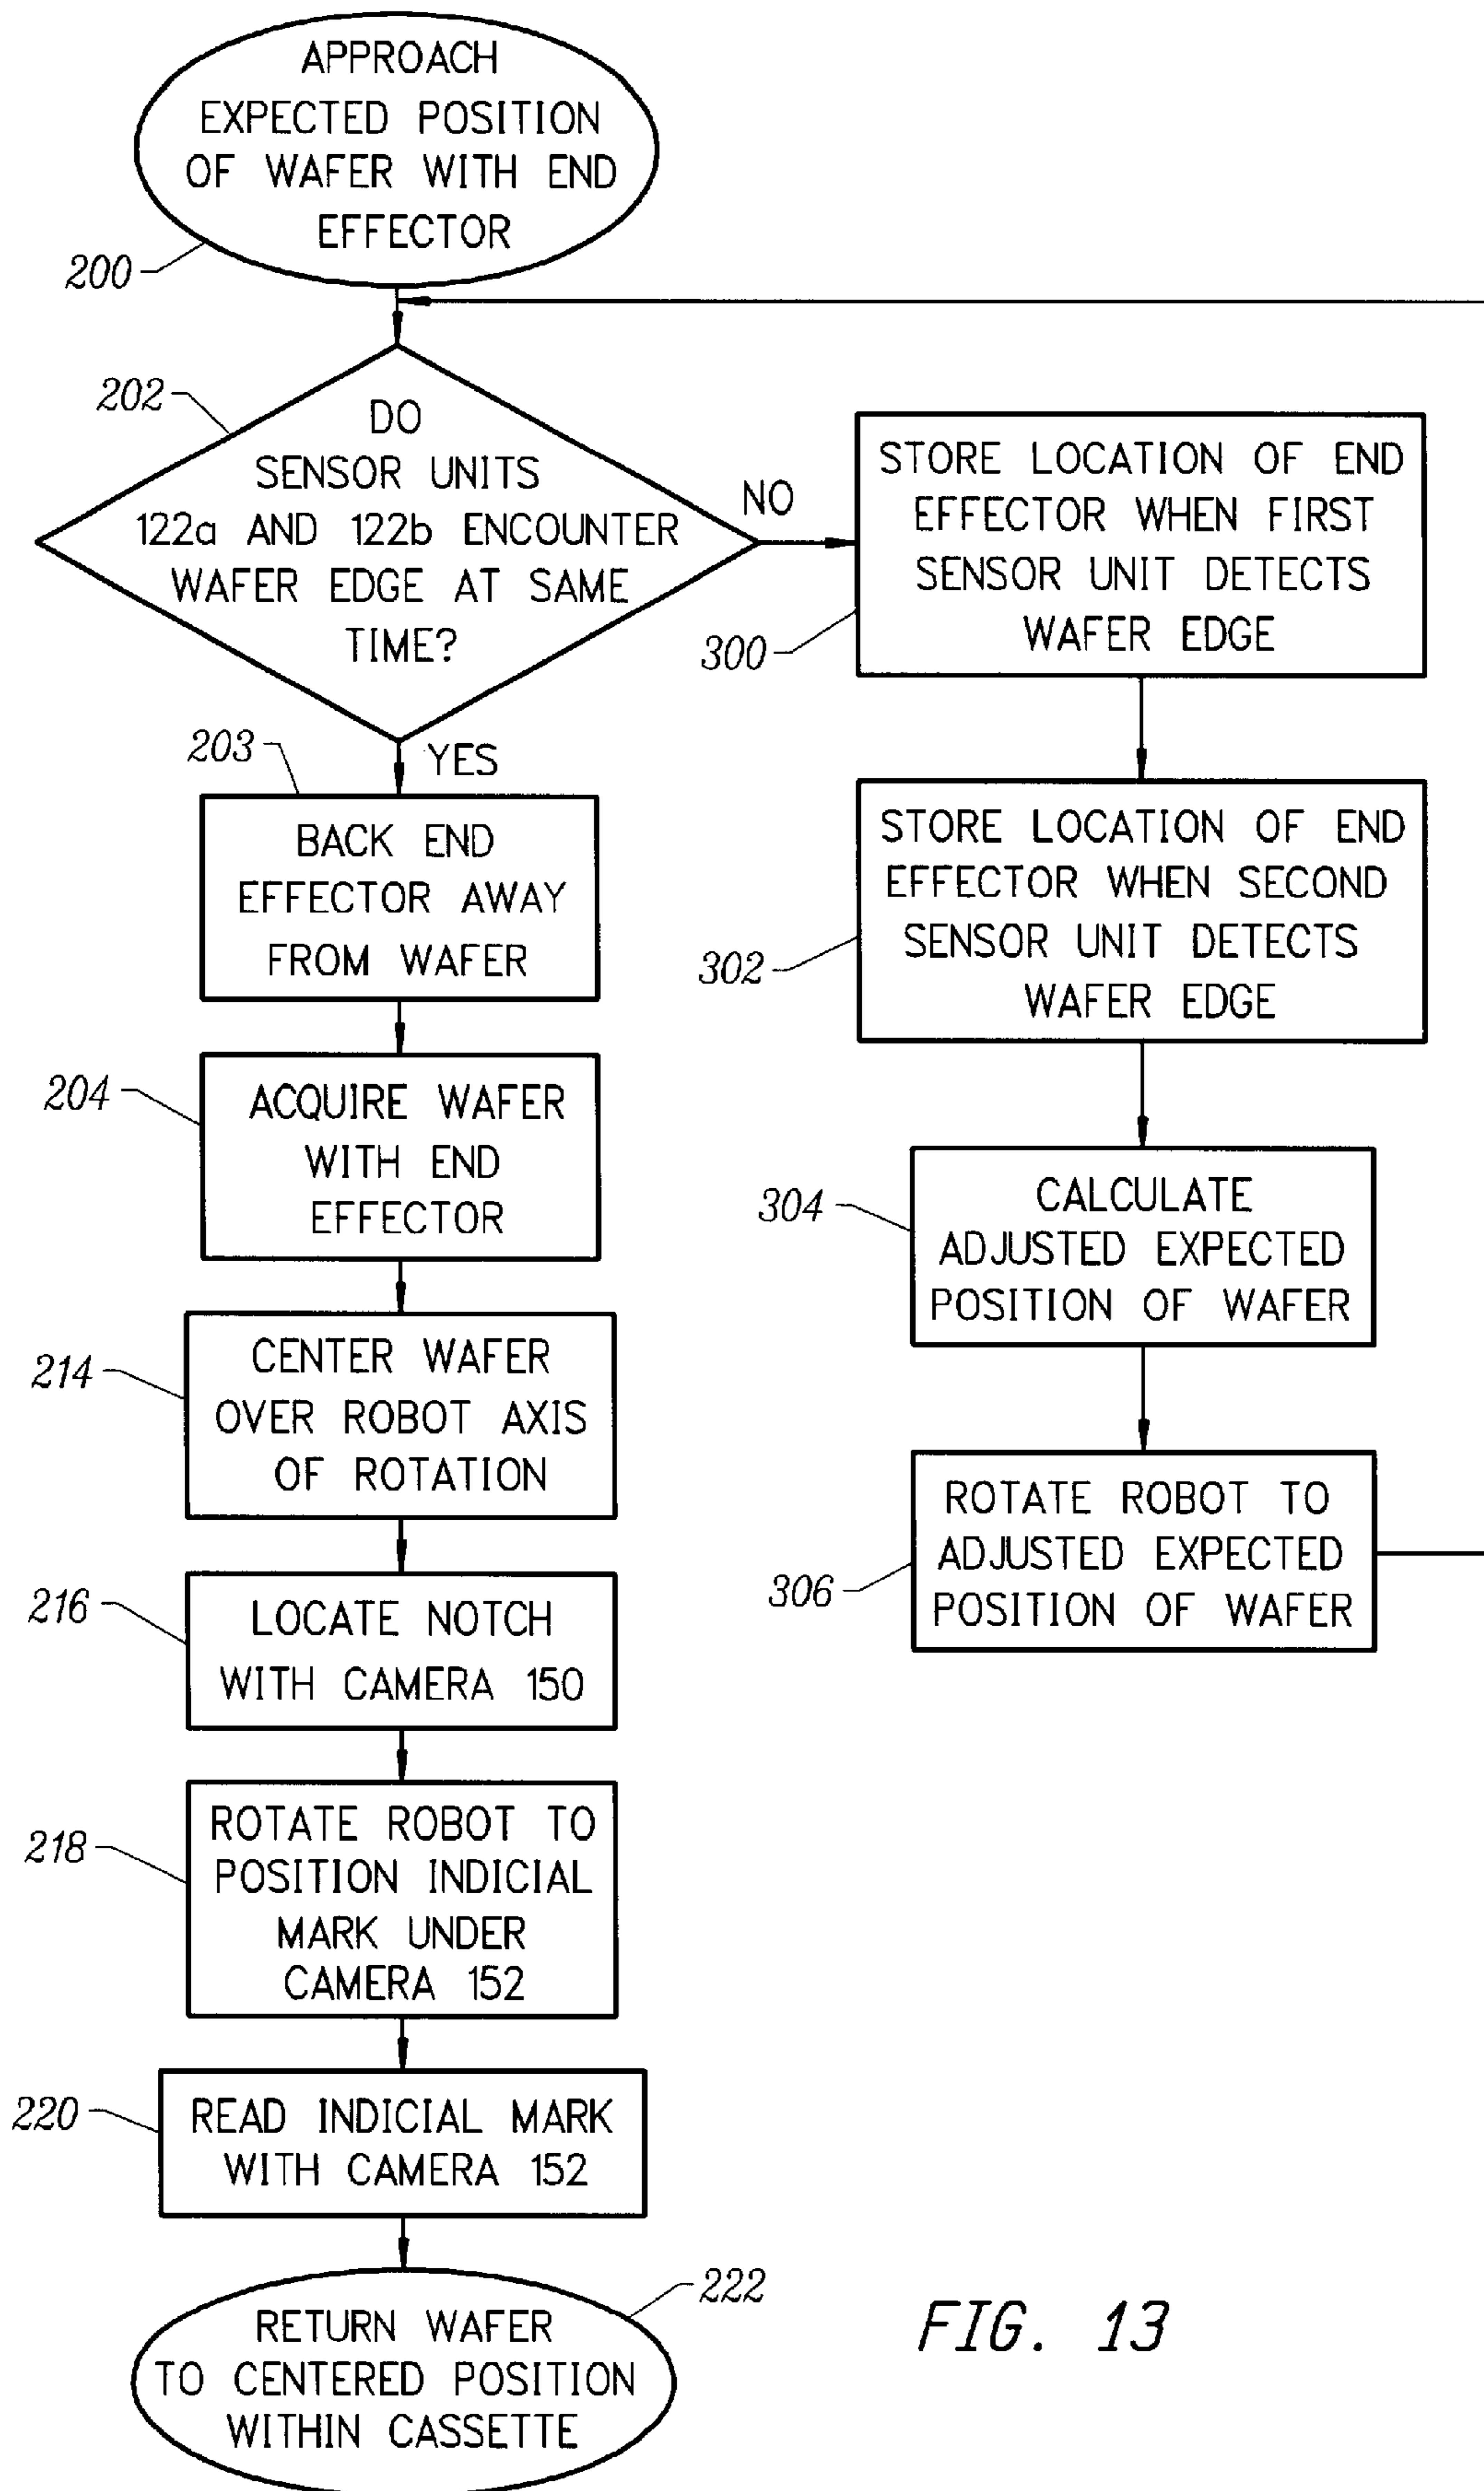 APPROACH
EXPECTED POSITION
OF WAFER WITH END
EFFECTOR
200
202
DO
SENSOR UNITS
122a AND 122b ENCOUNTER
WAFER EDGE AT SAME
TIME?
NO
YES
STORE LOCATION OF END
EFFECTOR WHEN FIRST
SENSOR UNIT DETECTS
WAFER EDGE
300
203
BACK END
EFFECTOR AWAY
FROM WAFER
STORE LOCATION OF END
EFFECTOR WHEN SECOND
SENSOR UNIT DETECTS
WAFER EDGE
302
204
ACQUIRE WAFER
WITH END
EFFECTOR
304
CALCULATE
ADJUSTED EXPECTED
POSITION OF WAFER
214
CENTER WAFER
OVER ROBOT AXIS
OF ROTATION
306
ROTATE ROBOT TO
ADJUSTED EXPECTED
POSITION OF WAFER
216
LOCATE NOTCH
WITH CAMERA 150
218
ROTATE ROBOT TO
POSITION INDICIAL
MARK UNDER
CAMERA 152
220
READ INDICIAL MARK
WITH CAMERA 152
222
RETURN WAFER
TO CENTERED POSITION
WITHIN CASSETTE
FIG. 13